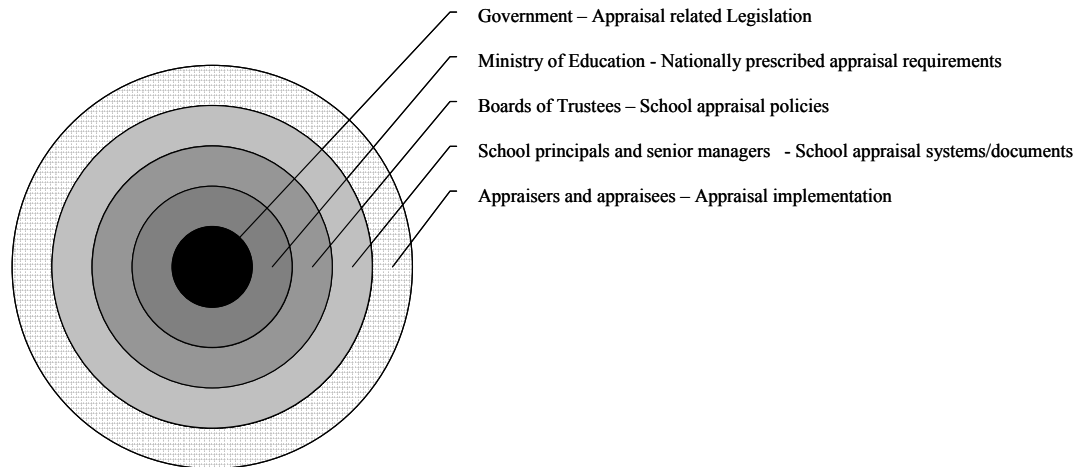 Government – Appraisal related Legislation
Ministry of Education - Nationally prescribed appraisal requirements
Boards of Trustees – School appraisal policies
School principals and senior managers - School appraisal systems/documents
Appraisers and appraisees – Appraisal implementation